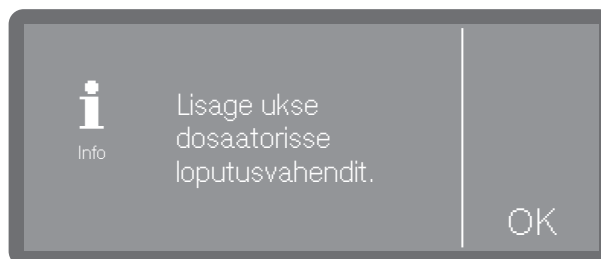 Info
Lisage ukse
dosaatorisse
loputusvahendit.
OK